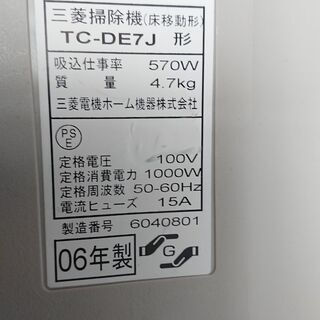 三菱掃除機(床移動形)
TC-DE7J 形
吸込仕事率 570W
質量 4.7kg
三菱電機ホーム機器株式会社
PS
E
定格電圧 100V
定格消費電力 1000W
定格周波数 50-60Hz
電流ヒューズ 15A
製造番号 6040801
06年製
G